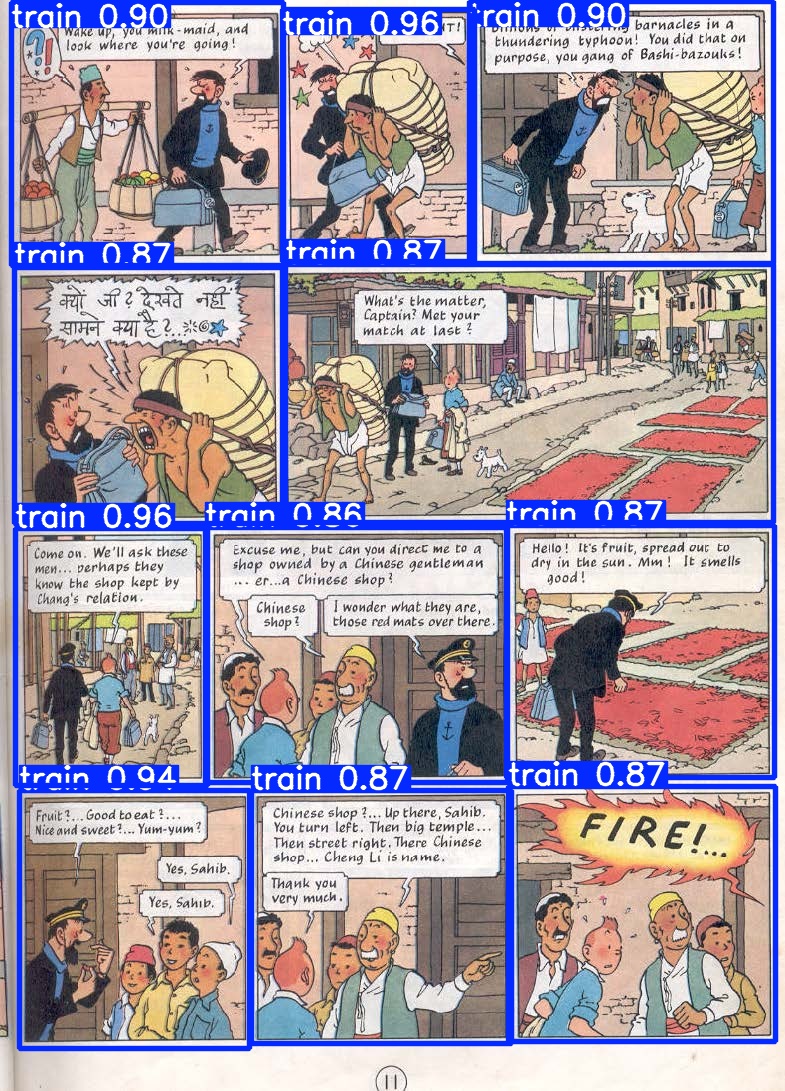 train 0.90
Wake up, you milk-maid, and
look where you're going!
?!
train 0.96
!
train 0.90
barnacles in a
thundering typhoon! You did that on
purpose, you gang of Bashi-bazouks!
train 0.87
क्यों जी? देखते नहीं
सामने क्या है?...
train 0.87
What's the matter,
Captain? Met your
match at last?
train 0.96
Come on. We'll ask these
men... perhaps they
know the shop kept by
Chang's relation.
train 0.86
Excuse me, but can you direct me to a
shop owned by a Chinese gentleman
... er...a Chinese shop?
Chinese
shop?
I wonder what they are,
those red mats over there.
train 0.87
Hello! It's fruit, spread out to
dry in the sun. Mm! It smells
good!
train 0.94
Fruit?... Good to eat?...
Nice and sweet?... Yum-yum?
Yes, Sahib.
Yes, Sahib.
train 0.87
Chinese shop?... Up there, Sahib.
You turn left. Then big temple...
Then street right. There Chinese
shop... Cheng Li is name.
Thank you
very much.
train 0.87
FIRE!...
11